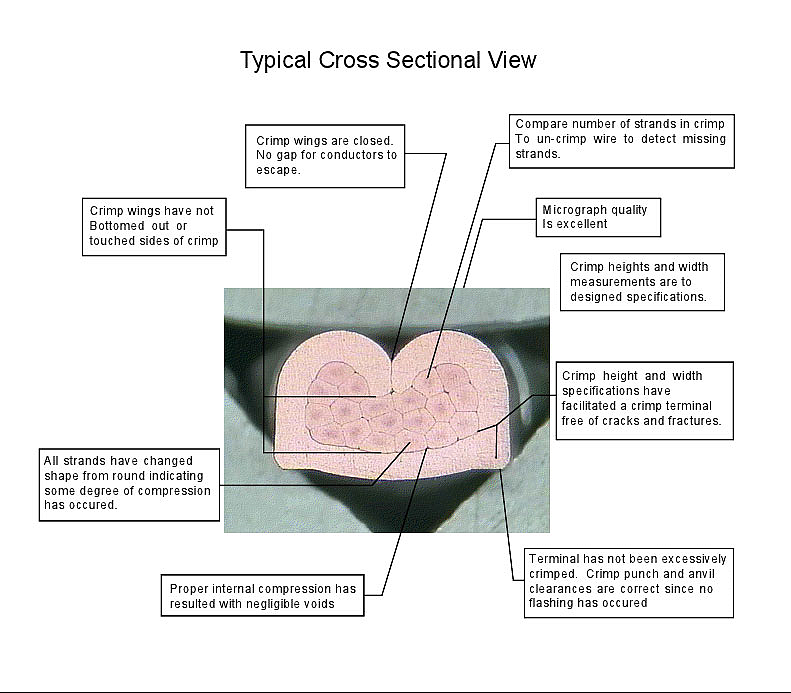 Typical Cross Sectional View
Crimp wings are closed.
No gap for conductors to
escape.
Compare number of strands in crimp
To un-crimp wire to detect missing
strands.
Crimp wings have not
Bottomed out or
touched sides of crimp
Micrograph quality
Is excellent
Crimp heights and width
measurements are to
designed specifications.
Crimp height and width
specifications have
facilitated a crimp terminal
free of cracks and fractures.
All strands have changed
shape from round indicating
some degree of compression
has occured.
Terminal has not been excessively
crimped. Crimp punch and anvil
clearances are correct since no
flashing has occured
Proper internal compression has
resulted with negligible voids